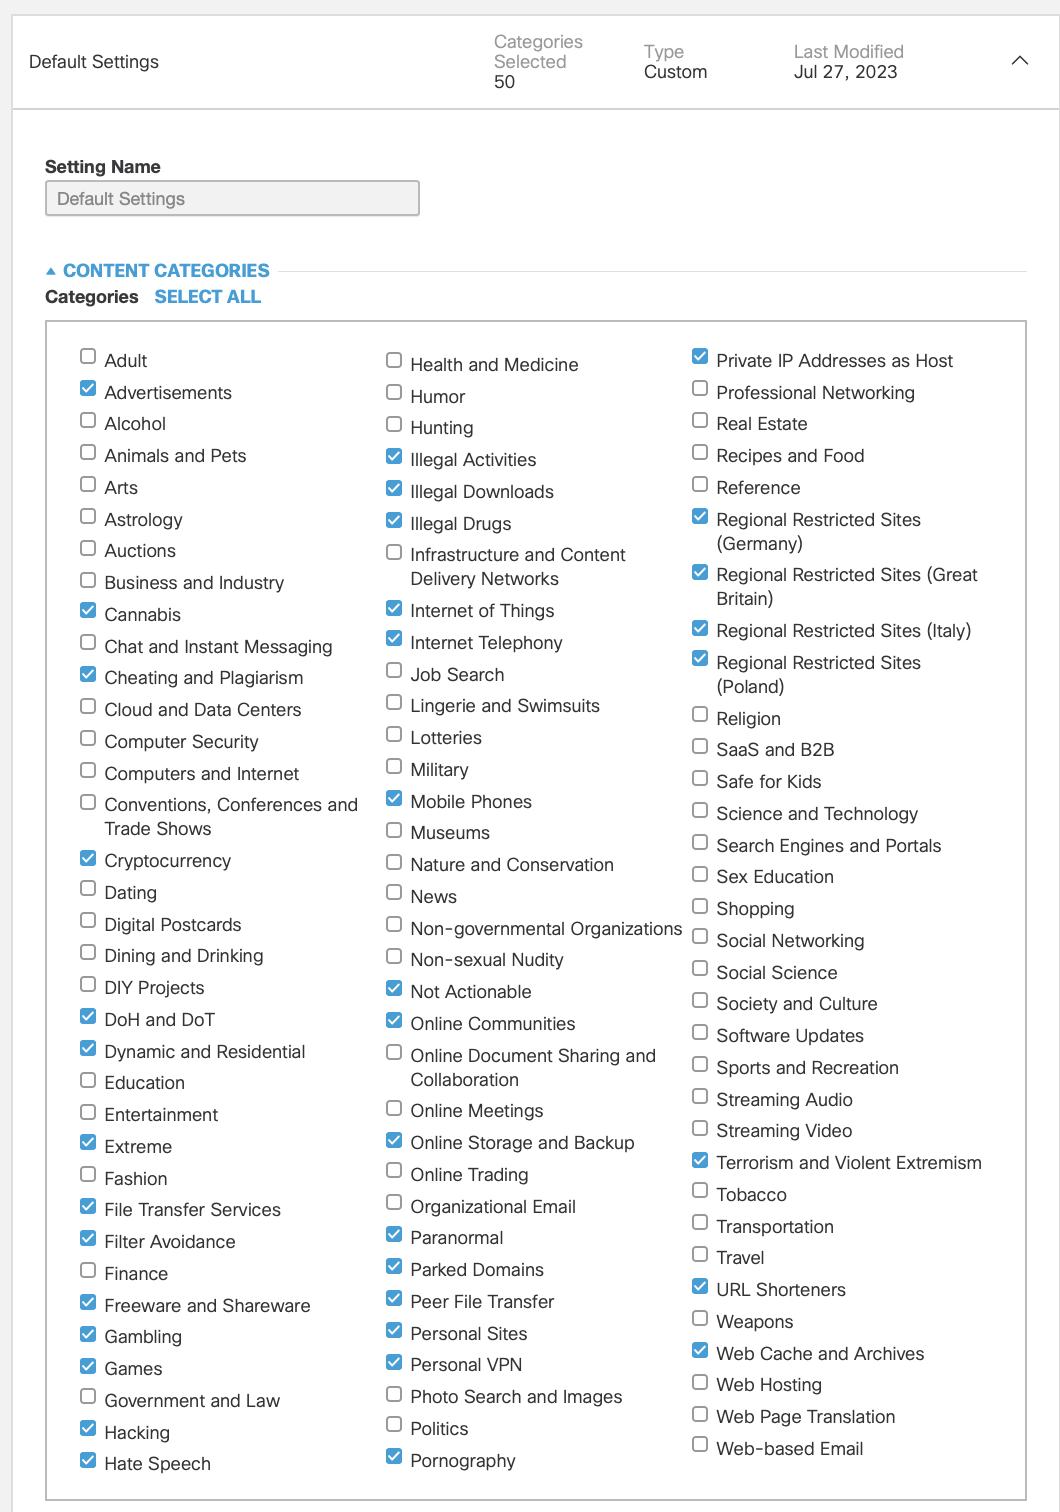 Default Settings
Categories
Selected
50
Type
Custom
Last Modified
Jul 27, 2023
Setting Name
Default Settings
CONTENT CATEGORIES
Categories SELECT ALL
Adult
Advertisements
Alcohol
Animals and Pets
Arts
Astrology
Auctions
Business and Industry
Cannabis
Chat and Instant Messaging
Cheating and Plagiarism
Cloud and Data Centers
Computer Security
Computers and Internet
Conventions, Conferences and
Trade Shows
Cryptocurrency
Dating
Digital Postcards
Dining and Drinking
DIY Projects
DoH and DoT
Dynamic and Residential
Education
Entertainment
Extreme
Fashion
File Transfer Services
Filter Avoidance
Finance
Freeware and Shareware
Gambling
Games
Government and Law
Hacking
Hate Speech
Health and Medicine
Humor
Hunting
Illegal Activities
Illegal Downloads
Illegal Drugs
Infrastructure and Content
Delivery Networks
Internet of Things
Internet Telephony
Job Search
Lingerie and Swimsuits
Lotteries
Military
Mobile Phones
Museums
Nature and Conservation
News
Non-governmental Organizations
Non-sexual Nudity
Not Actionable
Online Communities
Online Document Sharing and
Collaboration
Online Meetings
Online Storage and Backup
Online Trading
Organizational Email
Paranormal
Parked Domains
Peer File Transfer
Personal Sites
Personal VPN
Photo Search and Images
Politics
Pornography
Private IP Addresses as Host
Professional Networking
Real Estate
Recipes and Food
Reference
Regional Restricted Sites
(Germany)
Regional Restricted Sites (Great
Britain)
Regional Restricted Sites (Italy)
Regional Restricted Sites
(Poland)
Religion
SaaS and B2B
Safe for Kids
Science and Technology
Search Engines and Portals
Sex Education
Shopping
Social Networking
Social Science
Society and Culture
Software Updates
Sports and Recreation
Streaming Audio
Streaming Video
Terrorism and Violent Extremism
Tobacco
Transportation
Travel
URL Shorteners
Weapons
Web Cache and Archives
Web Hosting
Web Page Translation
Web-based Email